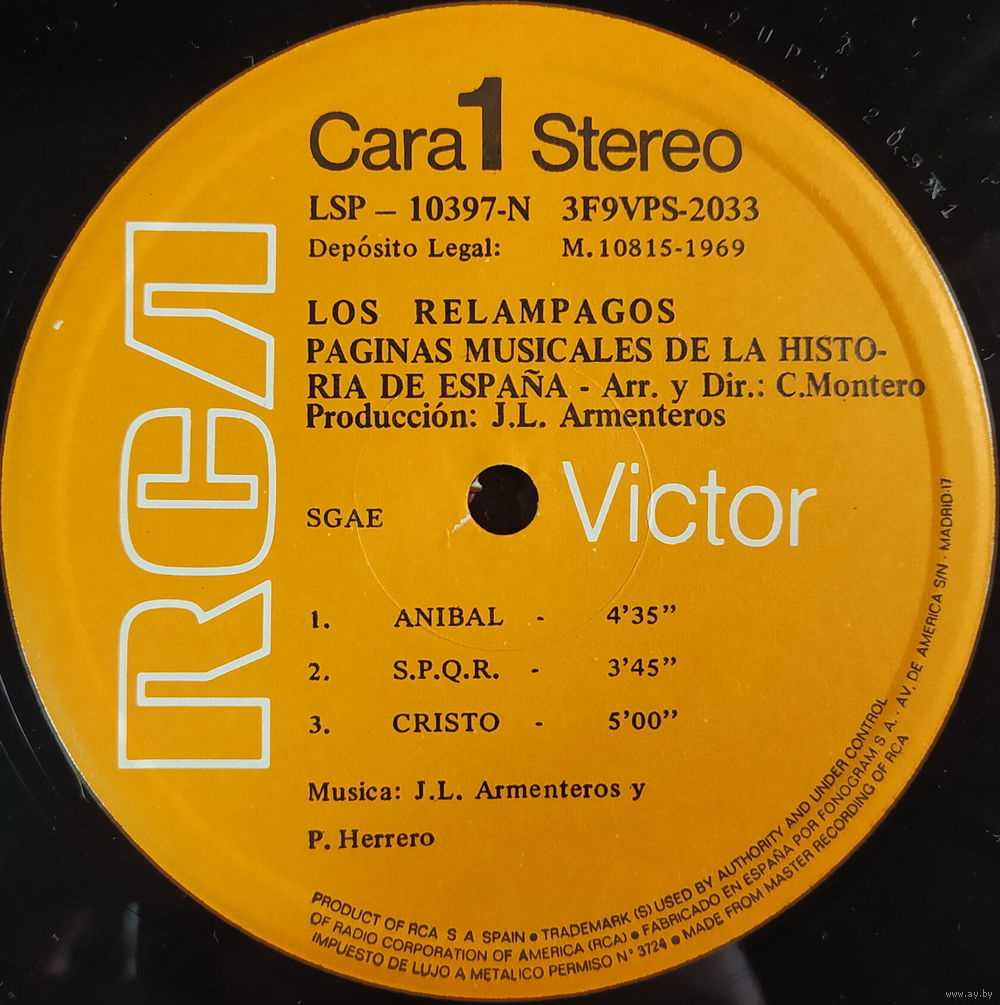 Cara 1 Stereo
LSP – 10397-N 3F9VPS-2033
Depósito Legal: M. 10815-1969
LOS RELAMPAGOS
PAGINAS MUSICALES DE LA HISTO-
RIA DE ESPAÑA - Arr. y Dir.: C.Montero
Producción: J.L. Armenteros
RCA
SGAE
Victor
1. ANIBAL - 4'35”
2. S.P.Q.R. - 3'45”
3. CRISTO - 5'00”
Musica: J.L. Armenteros y
P. Herrero
PRODUCT OF RCA S A SPAIN ● TRADEMARK (S) USED BY AUTHORITY AND UNDER CONTROL
OF RADIO CORPORATION OF AMERICA (RCA) ● FABRICADO EN ESPAÑA POR FONOGRAM S. A. · AV. DE AMERICA S/N · MADRID-17
IMPUESTO DE LUJO A METALICO PERMISO N° 3724 ● MADE FROM MASTER RECORDING OF RCA
www.ay.by